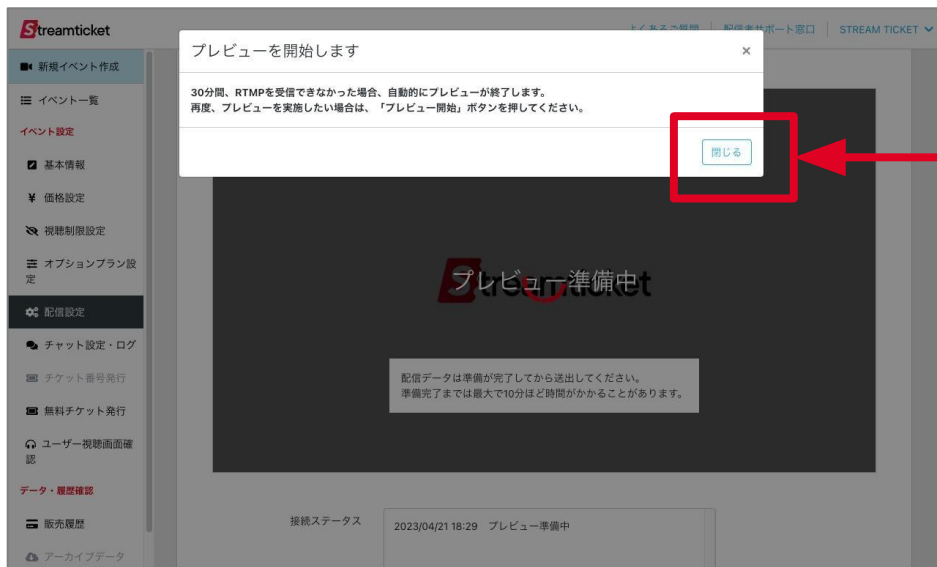 Streamticket
よくあるご質問
配信者サポート窓口
STREAM TICKET
新規イベント作成
イベント一覧
イベント設定
基本情報
価格設定
視聴制限設定
オプションプラン設
定
配信設定
チャット設定・ログ
チケット番号発行
無料チケット発行
ユーザー視聴画面確
認
データ・履歴確認
販売履歴
アーカイブデータ
プレビューを開始します
×
30分間、RTMPを受信できなかった場合、自動的にプレビューが終了します。
再度、プレビューを実施したい場合は、「プレビュー開始」ボタンを押してください。
閉じる
Streamticket
プレビュー準備中
配信データは準備が完了してから送出してください。
準備完了までは最大で10分ほど時間がかかることがあります。
接続ステータス
2023/04/21 18:29 プレビュー準備中